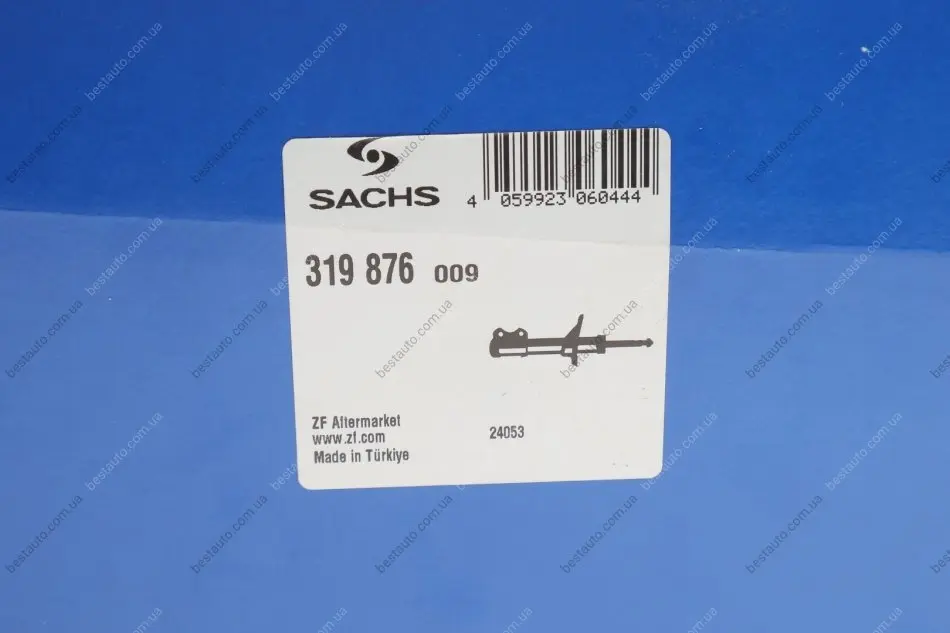 SACHS
4 059923 060444
319 876 009
ZF Aftermarket
www.zf.com
24053
Made in Türkiye
bestauto.com.ua